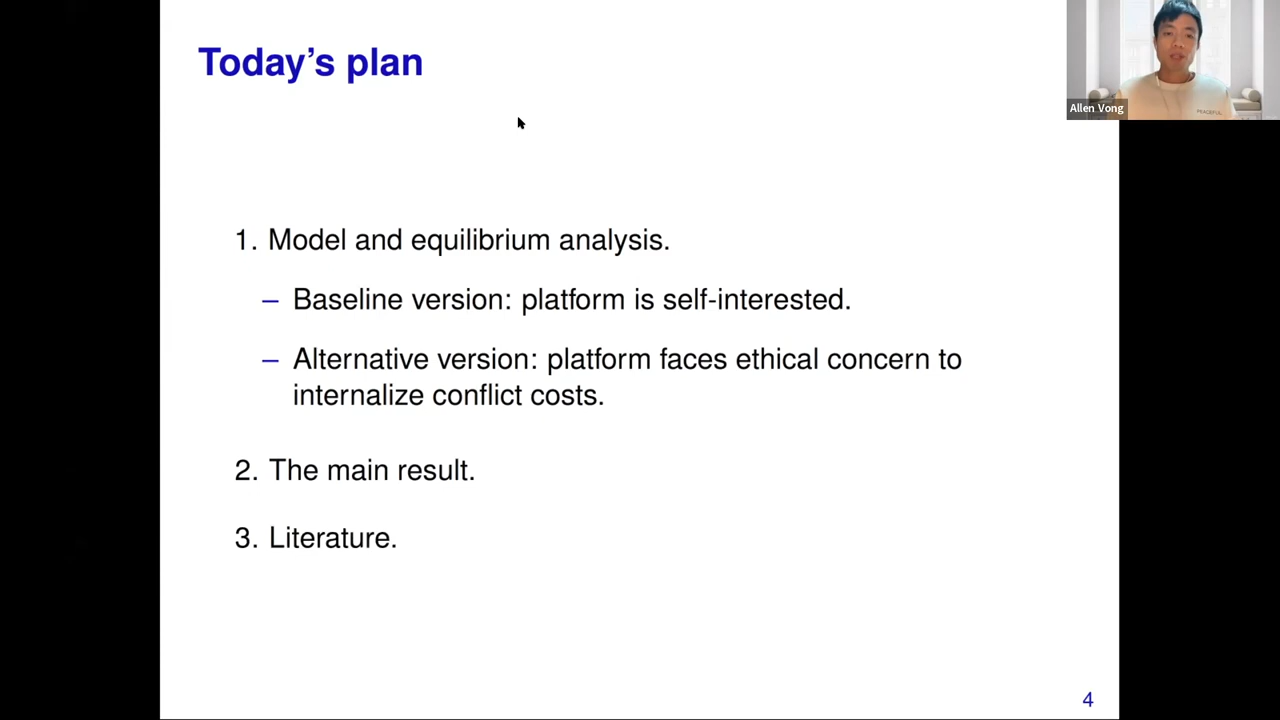 Today's plan
Allen Vong
PEACEFUL
1. Model and equilibrium analysis.
– Baseline version: platform is self-interested.
– Alternative version: platform faces ethical concern to
internalize conflict costs.
2. The main result.
3. Literature.
4